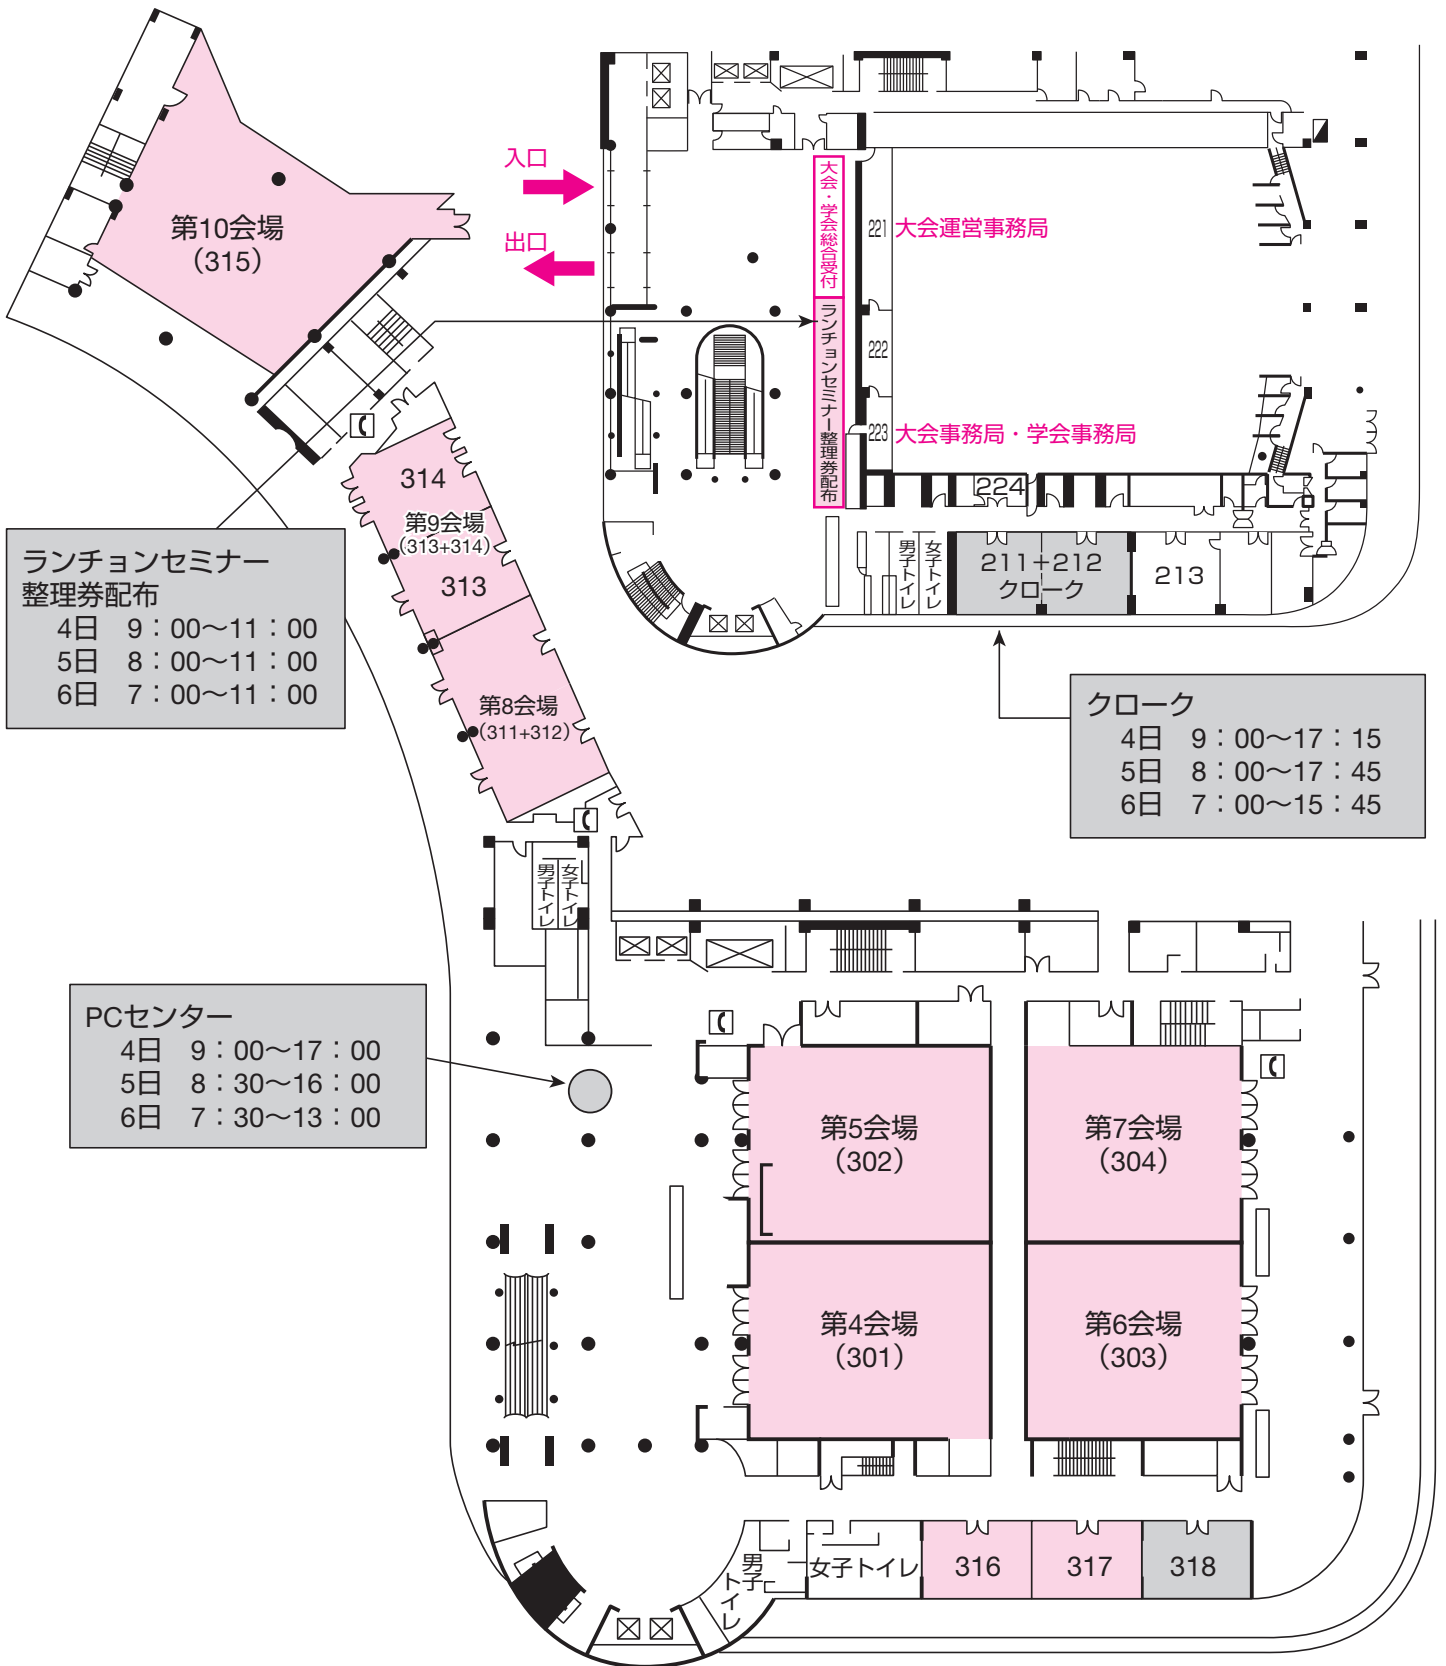 入口
出口
大会・学会総合受付
ランチョンセミナー整理券配布
221 大会運営事務局
222
223 大会事務局・学会事務局
224
男子トイレ
女子トイレ
211＋212
クローク
213
第10会場
（315）
314
第9会場
（313+314）
313
第8会場
（311+312）
ランチョンセミナー
整理券配布
4日 9：00〜11：00
5日 8：00〜11：00
6日 7：00〜11：00
クローク
4日 9：00〜17：15
5日 8：00〜17：45
6日 7：00〜15：45
男子トイレ
女子トイレ
PCセンター
4日 9：00〜17：00
5日 8：30〜16：00
6日 7：30〜13：00
第5会場
（302）
第7会場
（304）
第4会場
（301）
第6会場
（303）
男子トイレ
女子トイレ
316
317
318